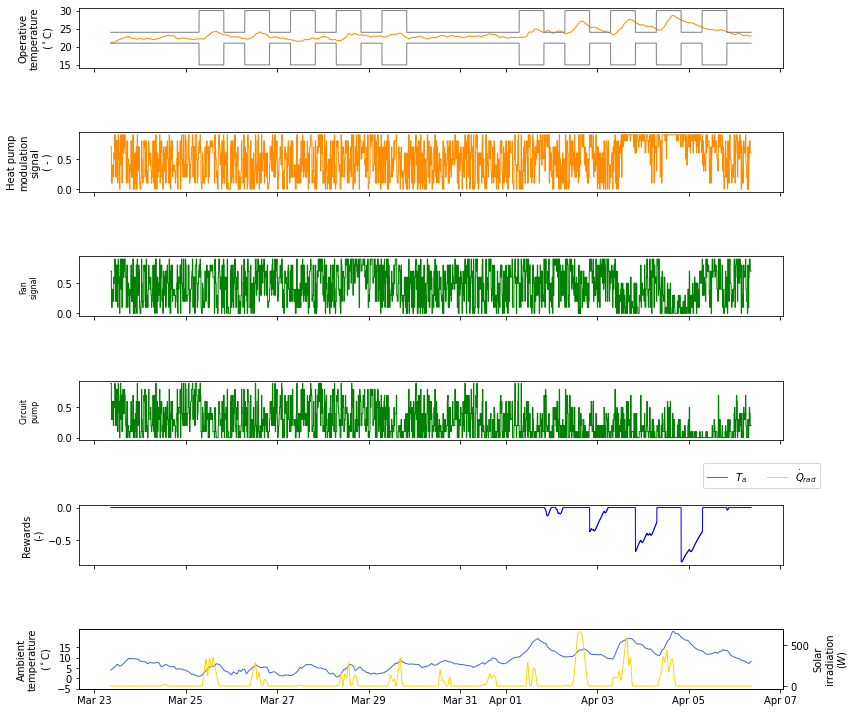 Operative
temperature
(°C)
30
25
20
15
Heat pump
modulation
signal
( - )
0.5
0.0
Fan
signal
0.5
0.0
Circuit
pump
0.5
0.0
T_a
Q̇_rad
Rewards
(-)
0.0
−0.5
Ambient
temperature
(°C)
15
10
5
0
−5
500
0
Solar
irradiation
(W)
Mar 23 Mar 25 Mar 27 Mar 29 Mar 31 Apr 01 Apr 03 Apr 05 Apr 07